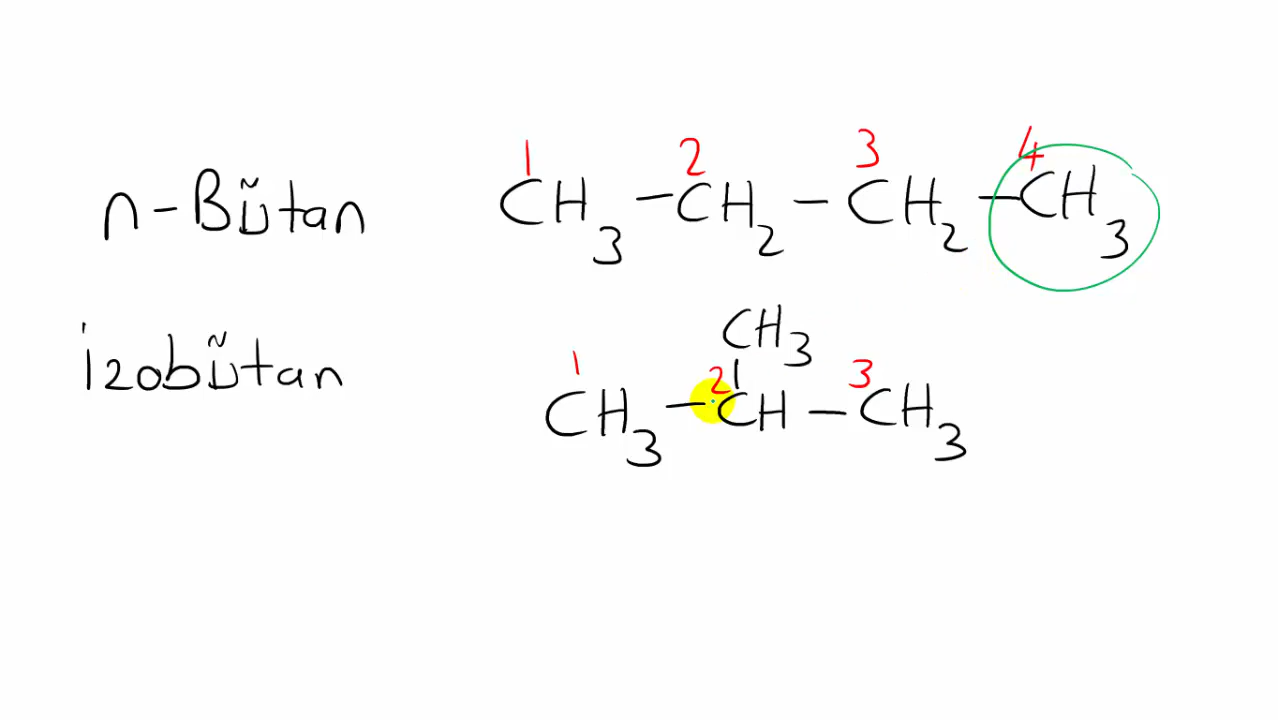 1 2 3 4
n-Bütan CH3 - CH2 - CH2 - CH3
CH3
1 2 3
izobütan CH3 - CH - CH3